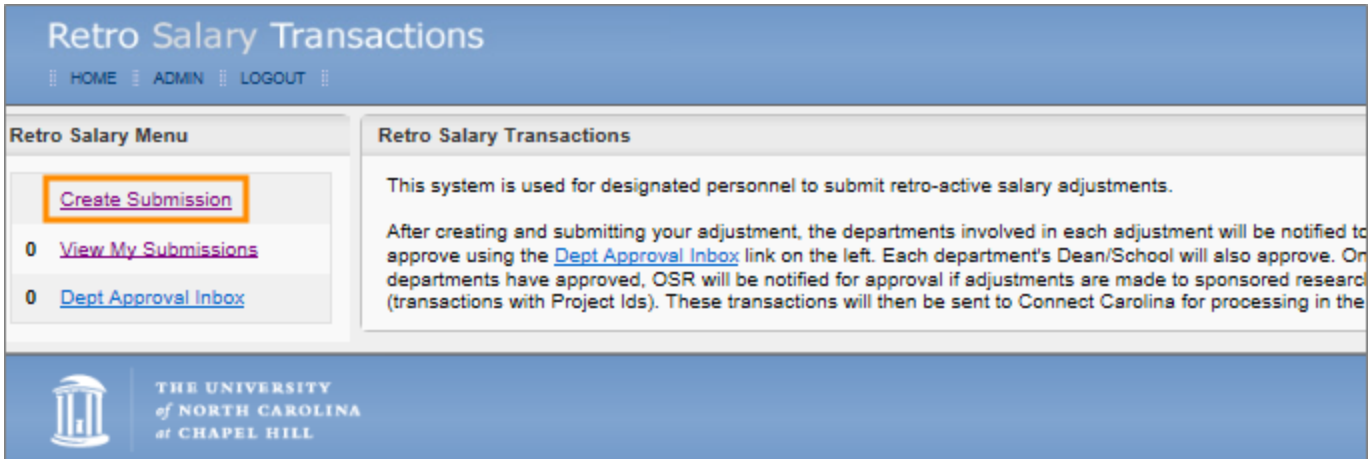 Retro Salary Transactions
HOME ADMIN LOGOUT
Retro Salary Menu
Create Submission
0 View My Submissions
0 Dept Approval Inbox
Retro Salary Transactions
This system is used for designated personnel to submit retro-active salary adjustments.
After creating and submitting your adjustment, the departments involved in each adjustment will be notified to
approve using the Dept Approval Inbox link on the left. Each department's Dean/School will also approve. On
departments have approved, OSR will be notified for approval if adjustments are made to sponsored researc
(transactions with Project Ids). These transactions will then be sent to Connect Carolina for processing in the
THE UNIVERSITY
of NORTH CAROLINA
at CHAPEL HILL